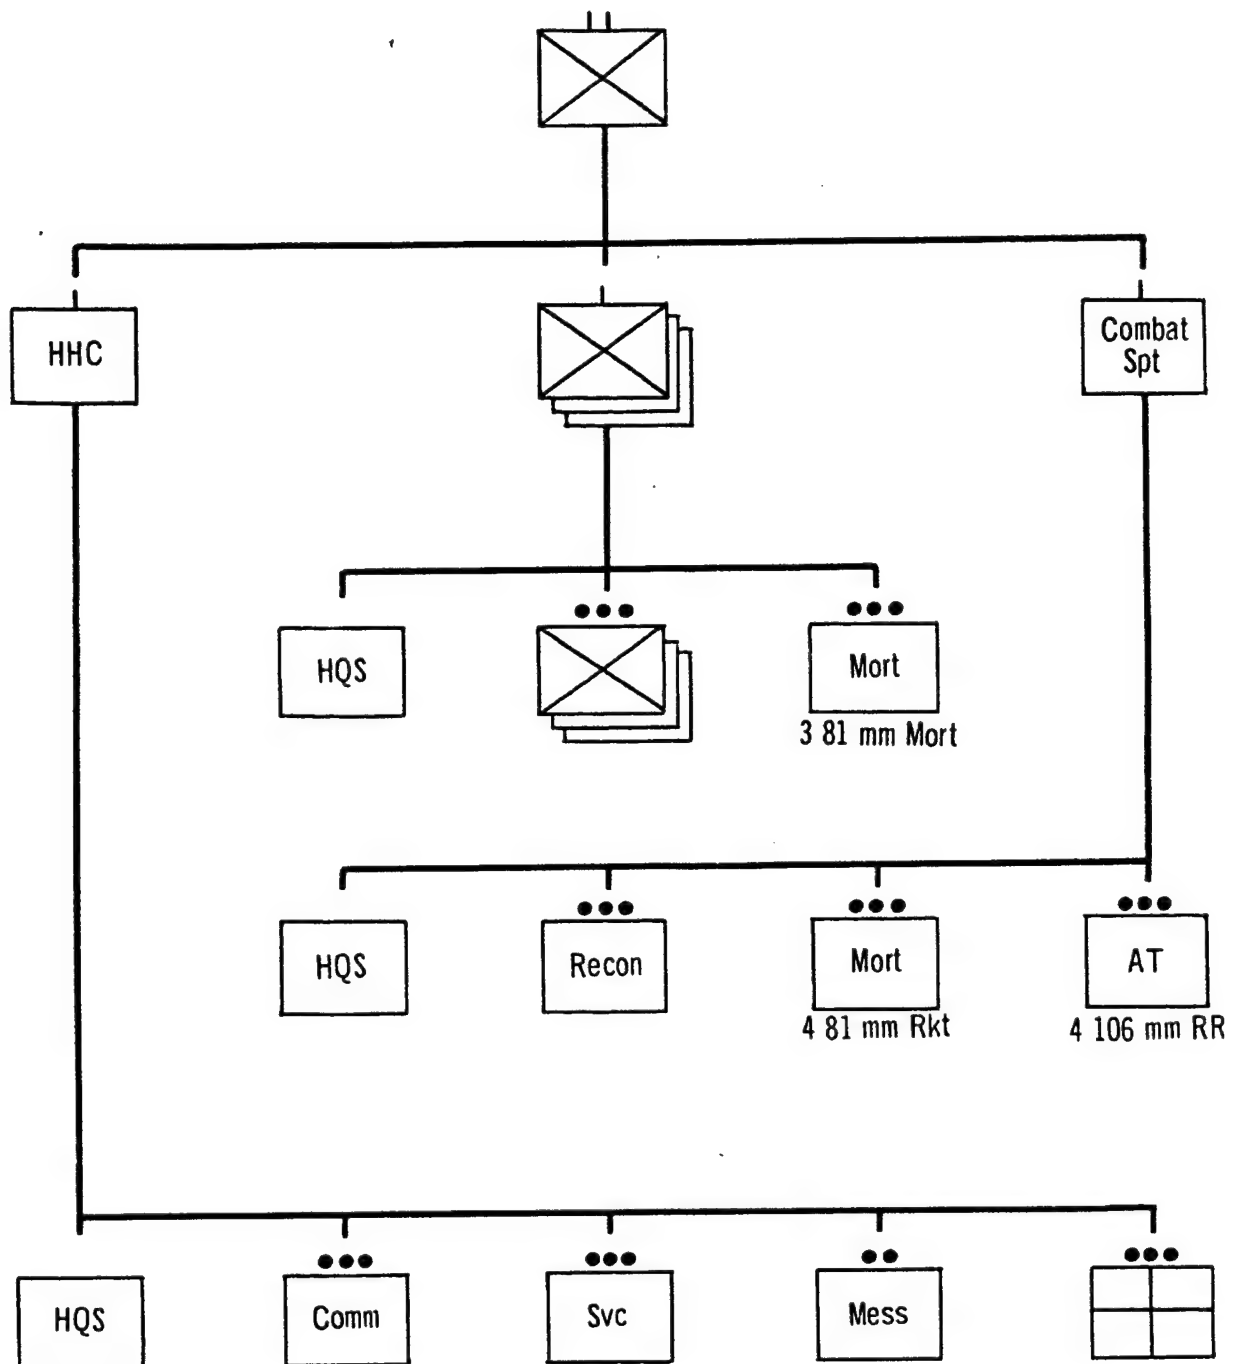 HHC
Combat
Spt
HQS
Mort
3 81 mm Mort
HQS
Recon
Mort
AT
4 81 mm Rkt
4 106 mm RR
HQS
Comm
Svc
Mess